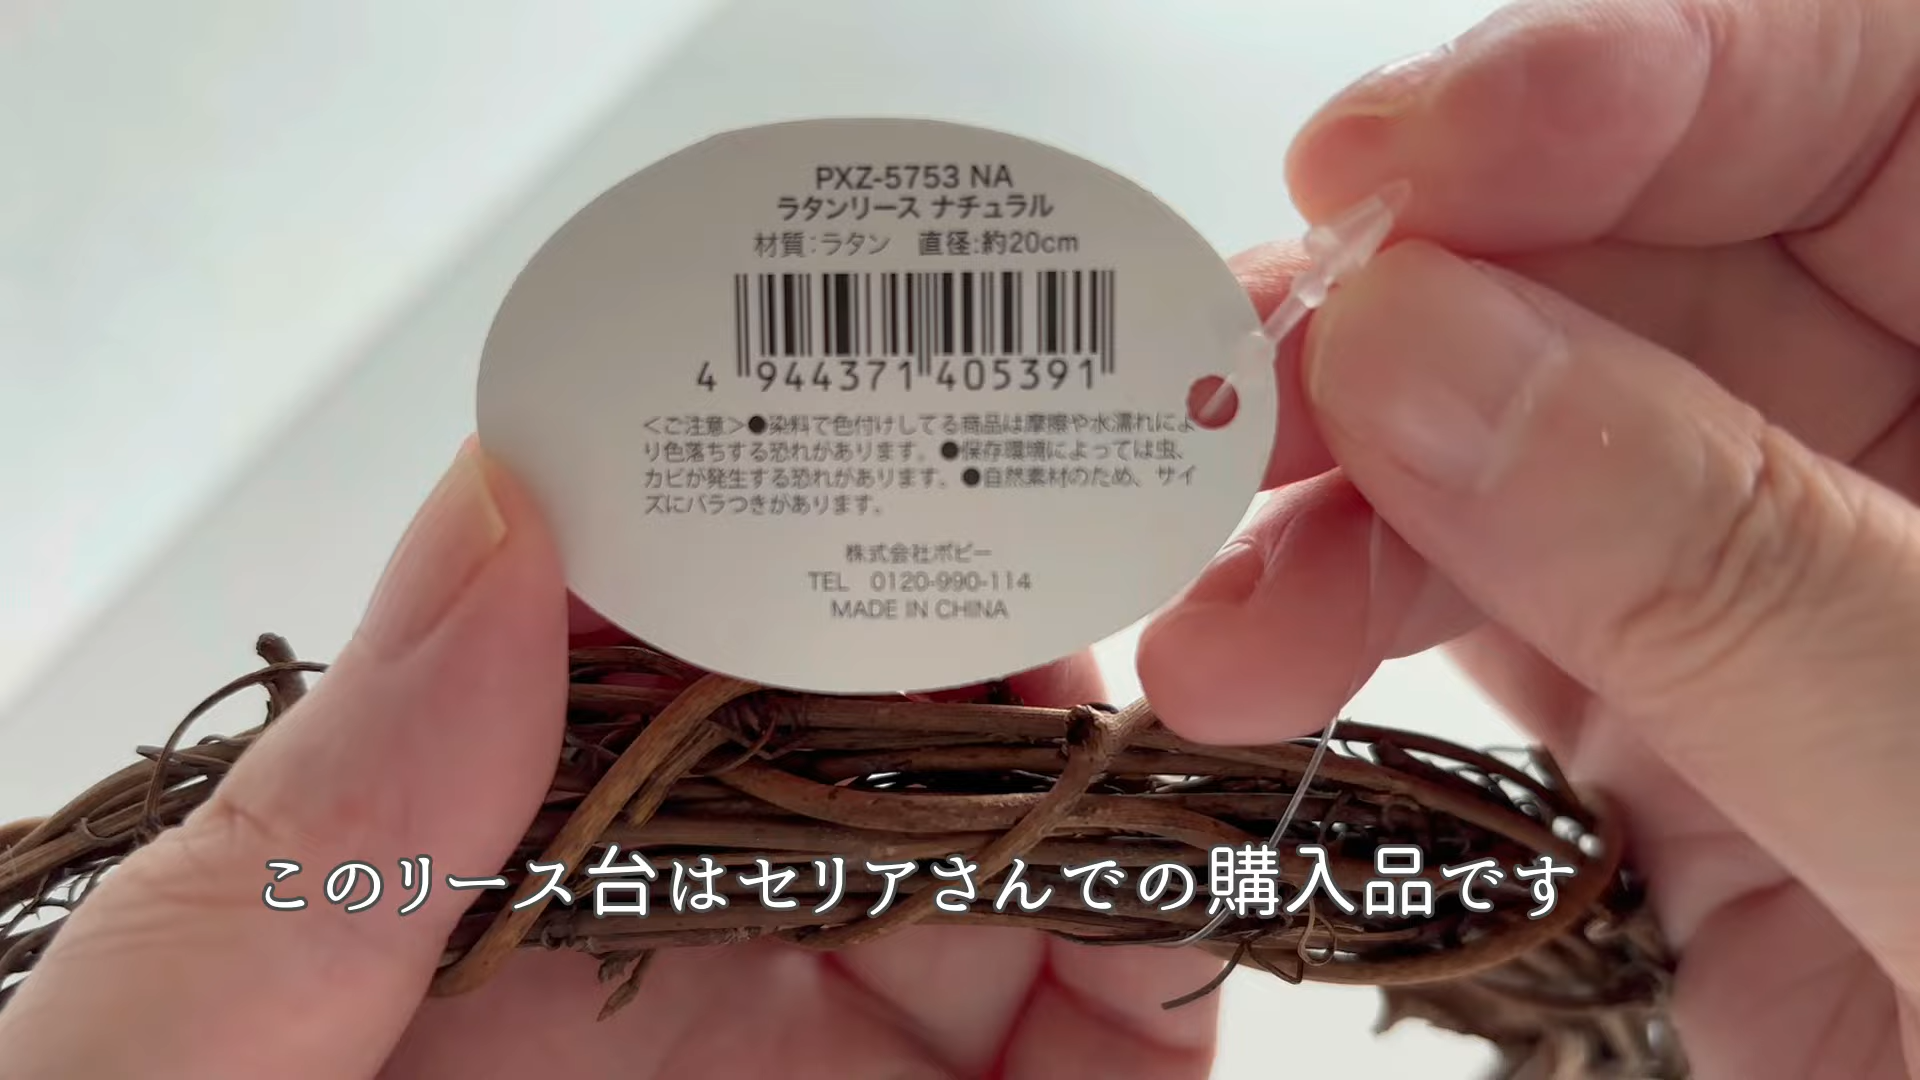 PXZ-5753 NA
ラタンリース ナチュラル
材質:ラタン 直径:約20cm
4 944371 405391
<ご注意>●染料で色付けしてる商品は摩擦や水濡れによ
り色落ちする恐れがあります。●保存環境によっては虫、
カビが発生する恐れがあります。●自然素材のため、サイ
ズにバラつきがあります。
株式会社ポピー
TEL 0120-990-114
MADE IN CHINA
このリース台はセリアさんでの購入品です